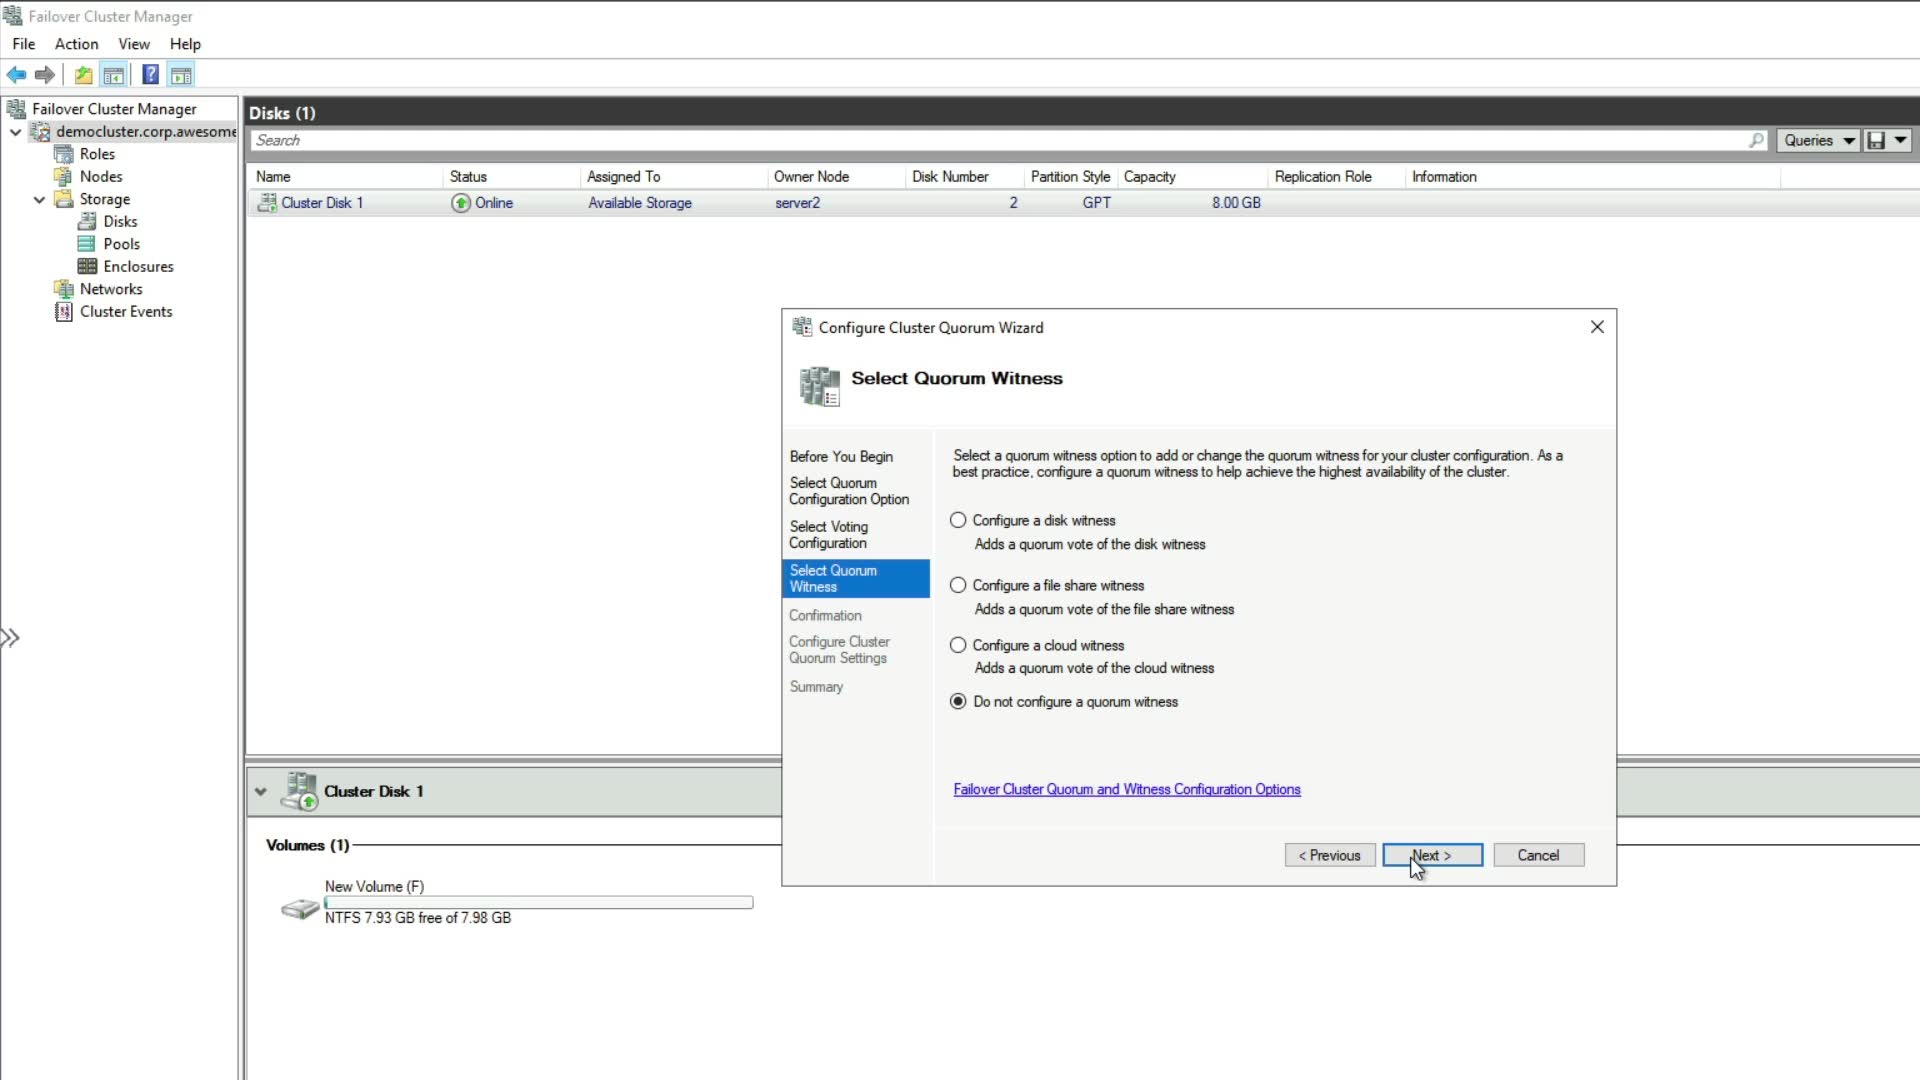 Failover Cluster Manager
File Action View Help
Failover Cluster Manager
democluster.corp.awesome
Roles
Nodes
Storage
Disks
Pools
Enclosures
Networks
Cluster Events
Disks (1)
Search
Queries
Name Status Assigned To Owner Node Disk Number Partition Style Capacity Replication Role Information
Cluster Disk 1 Online Available Storage server2 2 GPT 8.00 GB
Configure Cluster Quorum Wizard
Select Quorum Witness
Before You Begin
Select Quorum
Configuration Option
Select Voting
Configuration
Select Quorum
Witness
Confirmation
Configure Cluster
Quorum Settings
Summary
Select a quorum witness option to add or change the quorum witness for your cluster configuration. As a
best practice, configure a quorum witness to help achieve the highest availability of the cluster.
Configure a disk witness
Adds a quorum vote of the disk witness
Configure a file share witness
Adds a quorum vote of the file share witness
Configure a cloud witness
Adds a quorum vote of the cloud witness
Do not configure a quorum witness
Failover Cluster Quorum and Witness Configuration Options
< Previous Next > Cancel
Cluster Disk 1
Volumes (1)
New Volume (F)
NTFS 7.93 GB free of 7.98 GB